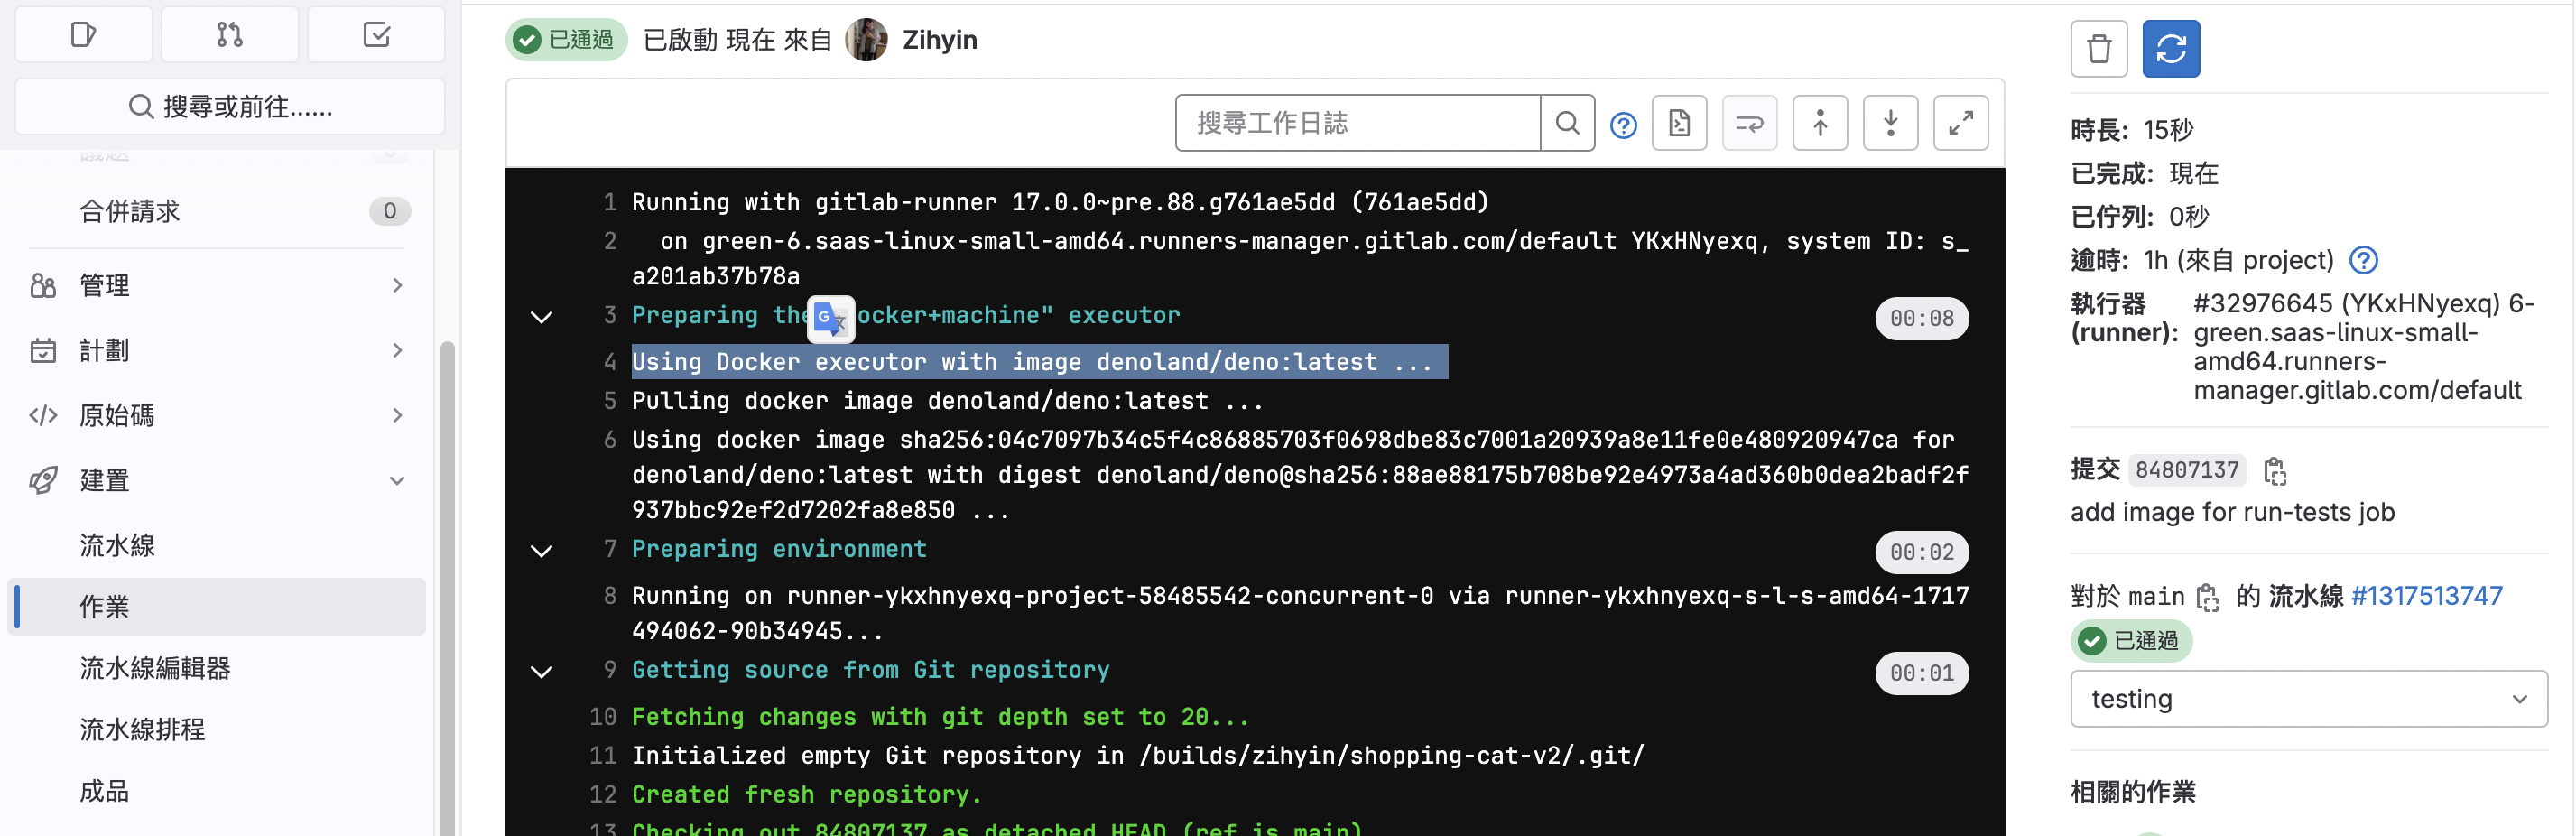 搜尋或前往......
議題
合併請求 0
管理
計劃
原始碼
建置
流水線
作業
流水線編輯器
流水線排程
成品
已通過 已啟動 現在 來自 Zihyin
搜尋工作日誌
1 Running with gitlab-runner 17.0.0~pre.88.g761ae5dd (761ae5dd)
2 on green-6.saas-linux-small-amd64.runners-manager.gitlab.com/default YKxHNyexq, system ID: s_
a201ab37b78a
3 Preparing the ocker+machine" executor 00:08
4 Using Docker executor with image denoland/deno:latest ...
5 Pulling docker image denoland/deno:latest ...
6 Using docker image sha256:04c7097b34c5f4c86885703f0698dbe83c7001a20939a8e11fe0e480920947ca for
denoland/deno:latest with digest denoland/deno@sha256:88ae88175b708be92e4973a4ad360b0dea2badf2f
937bbc92ef2d7202fa8e850 ...
7 Preparing environment 00:02
8 Running on runner-ykxhnyexq-project-58485542-concurrent-0 via runner-ykxhnyexq-s-l-s-amd64-1717
494062-90b34945...
9 Getting source from Git repository 00:01
10 Fetching changes with git depth set to 20...
11 Initialized empty Git repository in /builds/zihyin/shopping-cat-v2/.git/
12 Created fresh repository.
13 Checking out 84807137 as detached HEAD (ref is main)
時長: 15秒
已完成: 現在
已佇列: 0秒
逾時: 1h (來自 project)
執行器 #32976645 (YKxHNyexq) 6-
(runner): green.saas-linux-small-
amd64.runners-
manager.gitlab.com/default
提交 84807137
add image for run-tests job
對於 main 的 流水線 #1317513747
已通過
testing
相關的作業